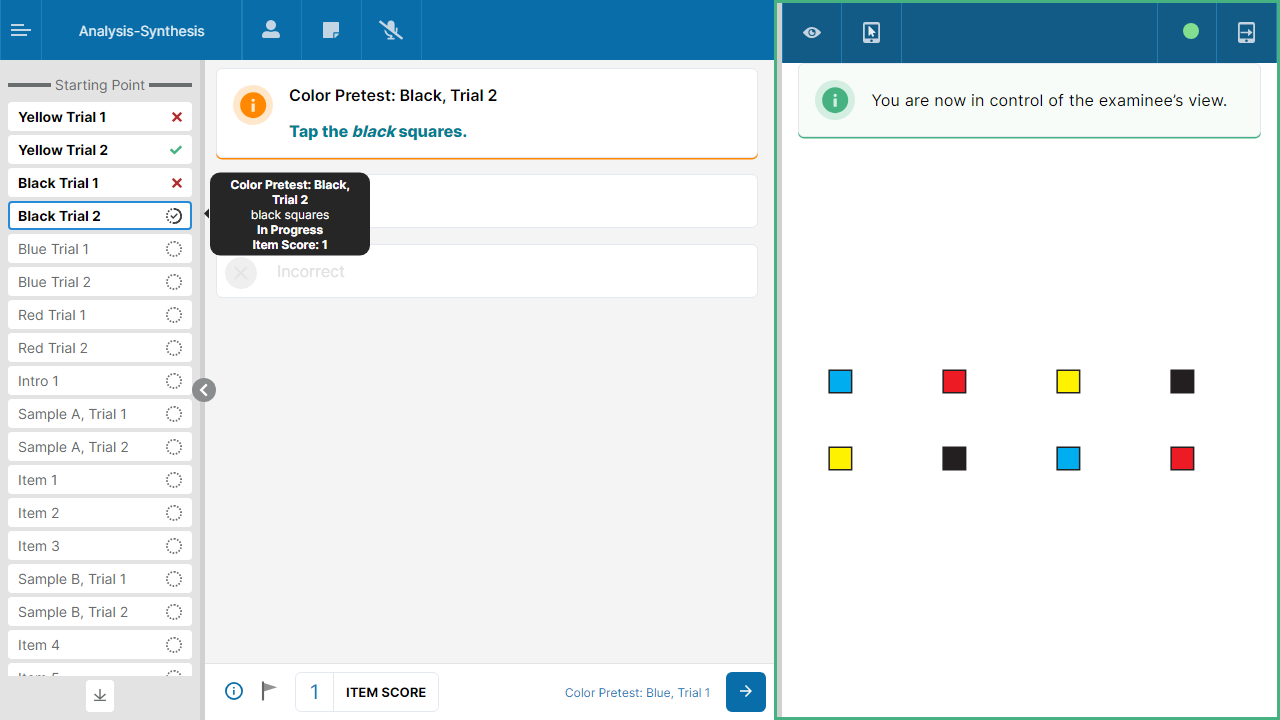 Analysis-Synthesis
Starting Point
Yellow Trial 1
Yellow Trial 2
Black Trial 1
Black Trial 2
Blue Trial 1
Blue Trial 2
Red Trial 1
Red Trial 2
Intro 1
Sample A, Trial 1
Sample A, Trial 2
Item 1
Item 2
Item 3
Sample B, Trial 1
Sample B, Trial 2
Item 4
Item 5
Color Pretest: Black, Trial 2
Tap the black squares.
Color Pretest: Black,
Trial 2
black squares
In Progress
Item Score: 1
Incorrect
1 ITEM SCORE
Color Pretest: Blue, Trial 1
You are now in control of the examinee’s view.